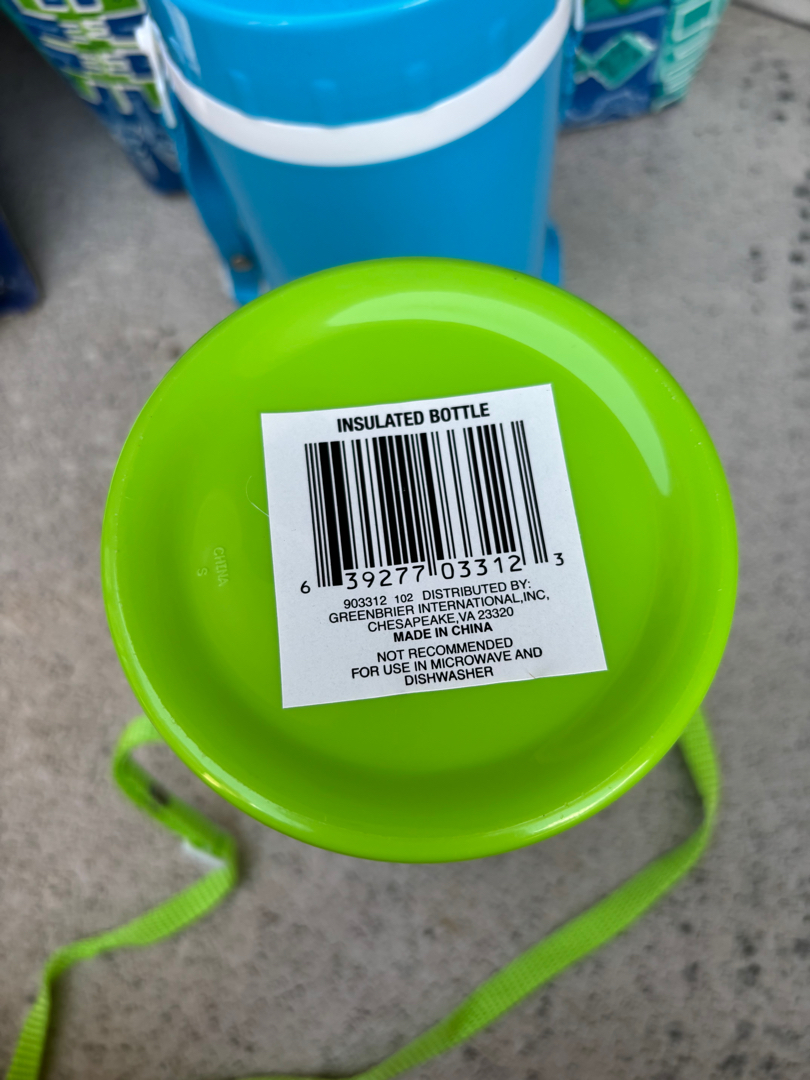 INSULATED BOTTLE
6 39277 03312 3
903312 102 DISTRIBUTED BY:
GREENBRIER INTERNATIONAL,INC,
CHESAPEAKE,VA 23320
MADE IN CHINA
NOT RECOMMENDED
FOR USE IN MICROWAVE AND
DISHWASHER
CHINA
S